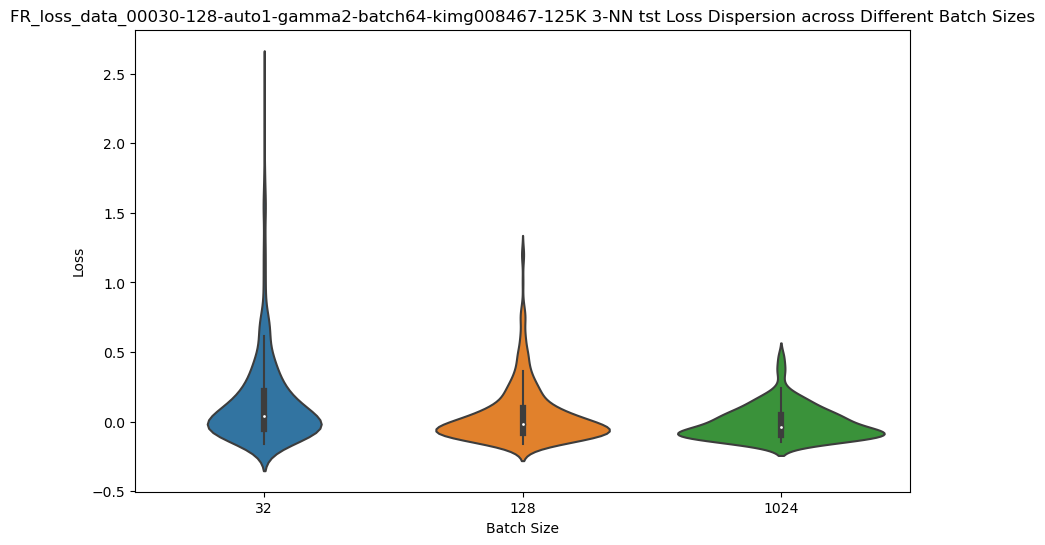 FR_loss_data_00030-128-auto1-gamma2-batch64-kimg008467-125K 3-NN tst Loss Dispersion across Different Batch Sizes
2.5
2.0
1.5
Loss
1.0
0.5
0.0
−0.5
32 128 1024
Batch Size